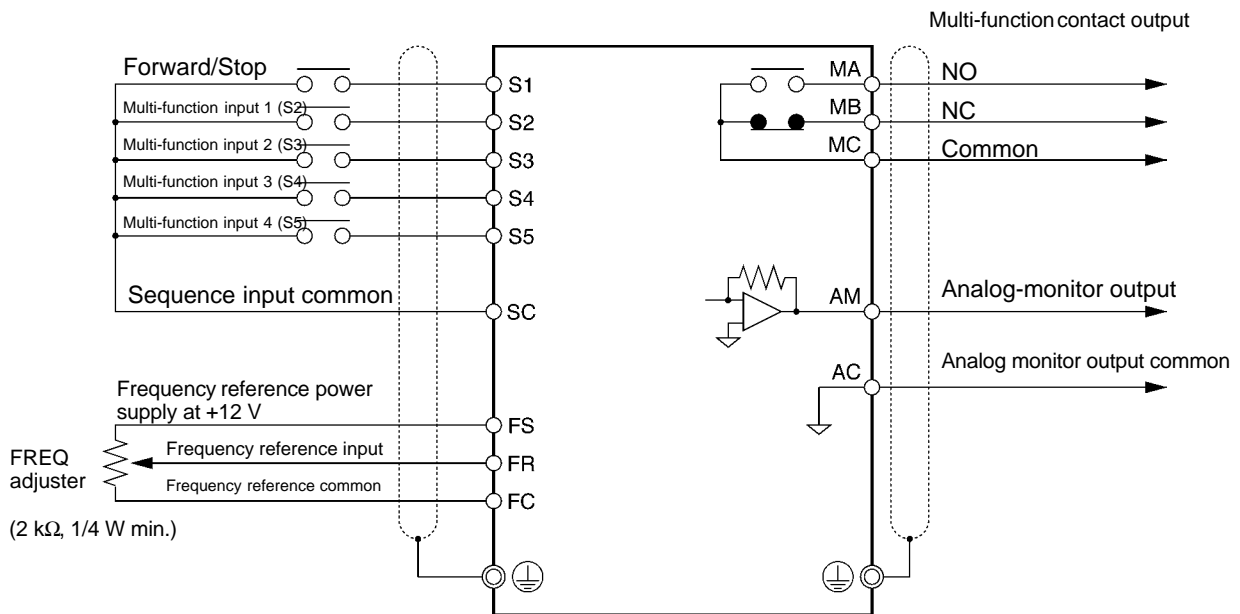 Multi-function contact output
Forward/Stop
S1
MA
NO
Multi-function input 1 (S2)
S2
MB
NC
Multi-function input 2 (S3)
S3
MC
Common
Multi-function input 3 (S4)
S4
Multi-function input 4 (S5)
S5
Sequence input common
SC
AM
Analog-monitor output
AC
Analog monitor output common
Frequency reference power
supply at +12 V
FS
FREQ
adjuster
Frequency reference input
FR
Frequency reference common
FC
(2 kΩ, 1/4 W min.)